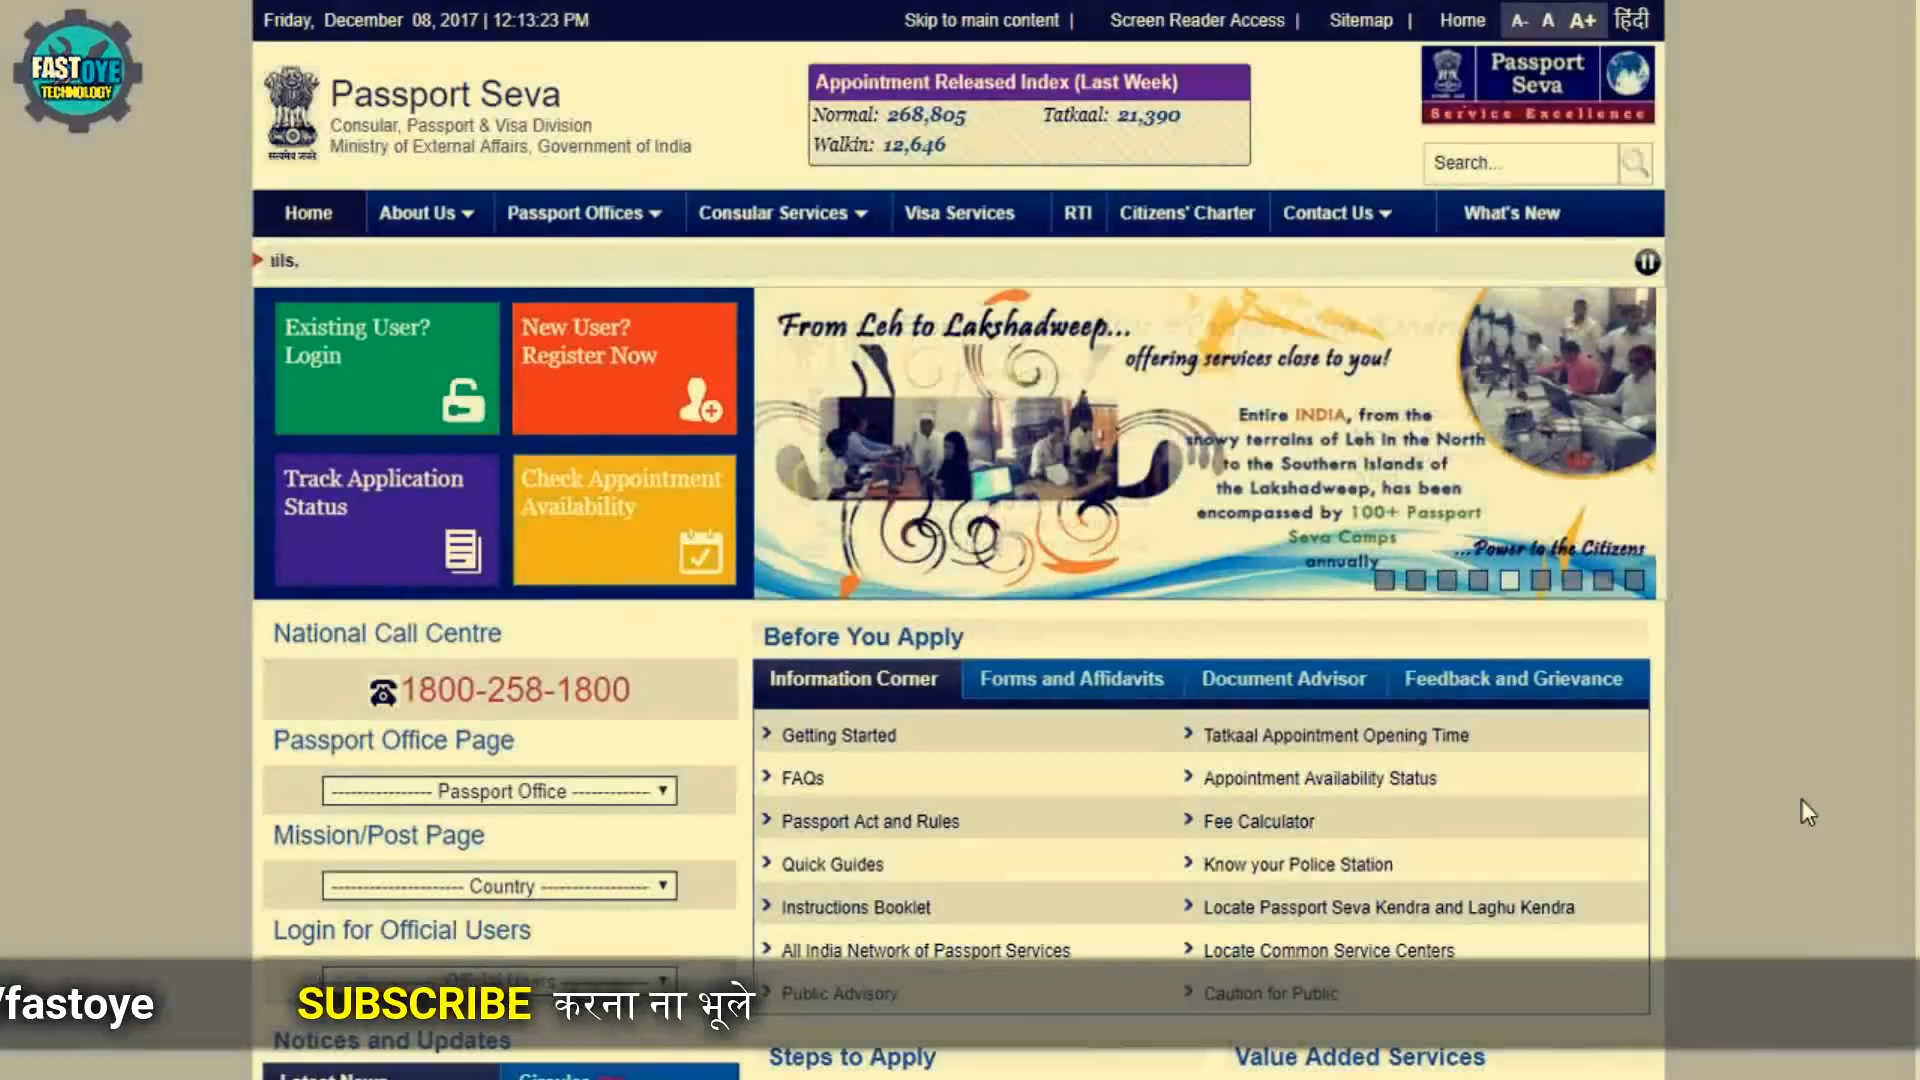 Friday, December 08, 2017 | 12:13:23 PM
Skip to main content | Screen Reader Access | Sitemap | Home A- A A+ हिंदी
FASTOYE
TECHNOLOGY
Passport Seva
Consular, Passport & Visa Division
Ministry of External Affairs, Government of India
सत्यमेव जयते
Appointment Released Index (Last Week)
Normal: 268,805 Tatkaal: 21,390
Walkin: 12,646
Passport
Seva
Service Excellence
Search...
Home About Us Passport Offices Consular Services Visa Services RTI Citizens' Charter Contact Us What's New
ails.
Existing User?
Login
New User?
Register Now
Track Application
Status
Check Appointment
Availability
From Leh to Lakshadweep...
offering services close to you!
Entire INDIA, from the
snowy terrains of Leh in the North
to the Southern Islands of
the Lakshadweep, has been
encompassed by 100+ Passport
Seva Camps
annually
...Power to the Citizens
National Call Centre
1800-258-1800
Passport Office Page
---------------- Passport Office ------------
Mission/Post Page
--------------------- Country -----------------
Login for Official Users
Official Users
Notices and Updates
Latest News
Circulars
Before You Apply
Information Corner Forms and Affidavits Document Advisor Feedback and Grievance
Getting Started
Tatkaal Appointment Opening Time
FAQs
Appointment Availability Status
Passport Act and Rules
Fee Calculator
Quick Guides
Know your Police Station
Instructions Booklet
Locate Passport Seva Kendra and Laghu Kendra
All India Network of Passport Services
Locate Common Service Centers
Public Advisory
Caution for Public
Steps to Apply
Value Added Services
/fastoye SUBSCRIBE करना ना भूले